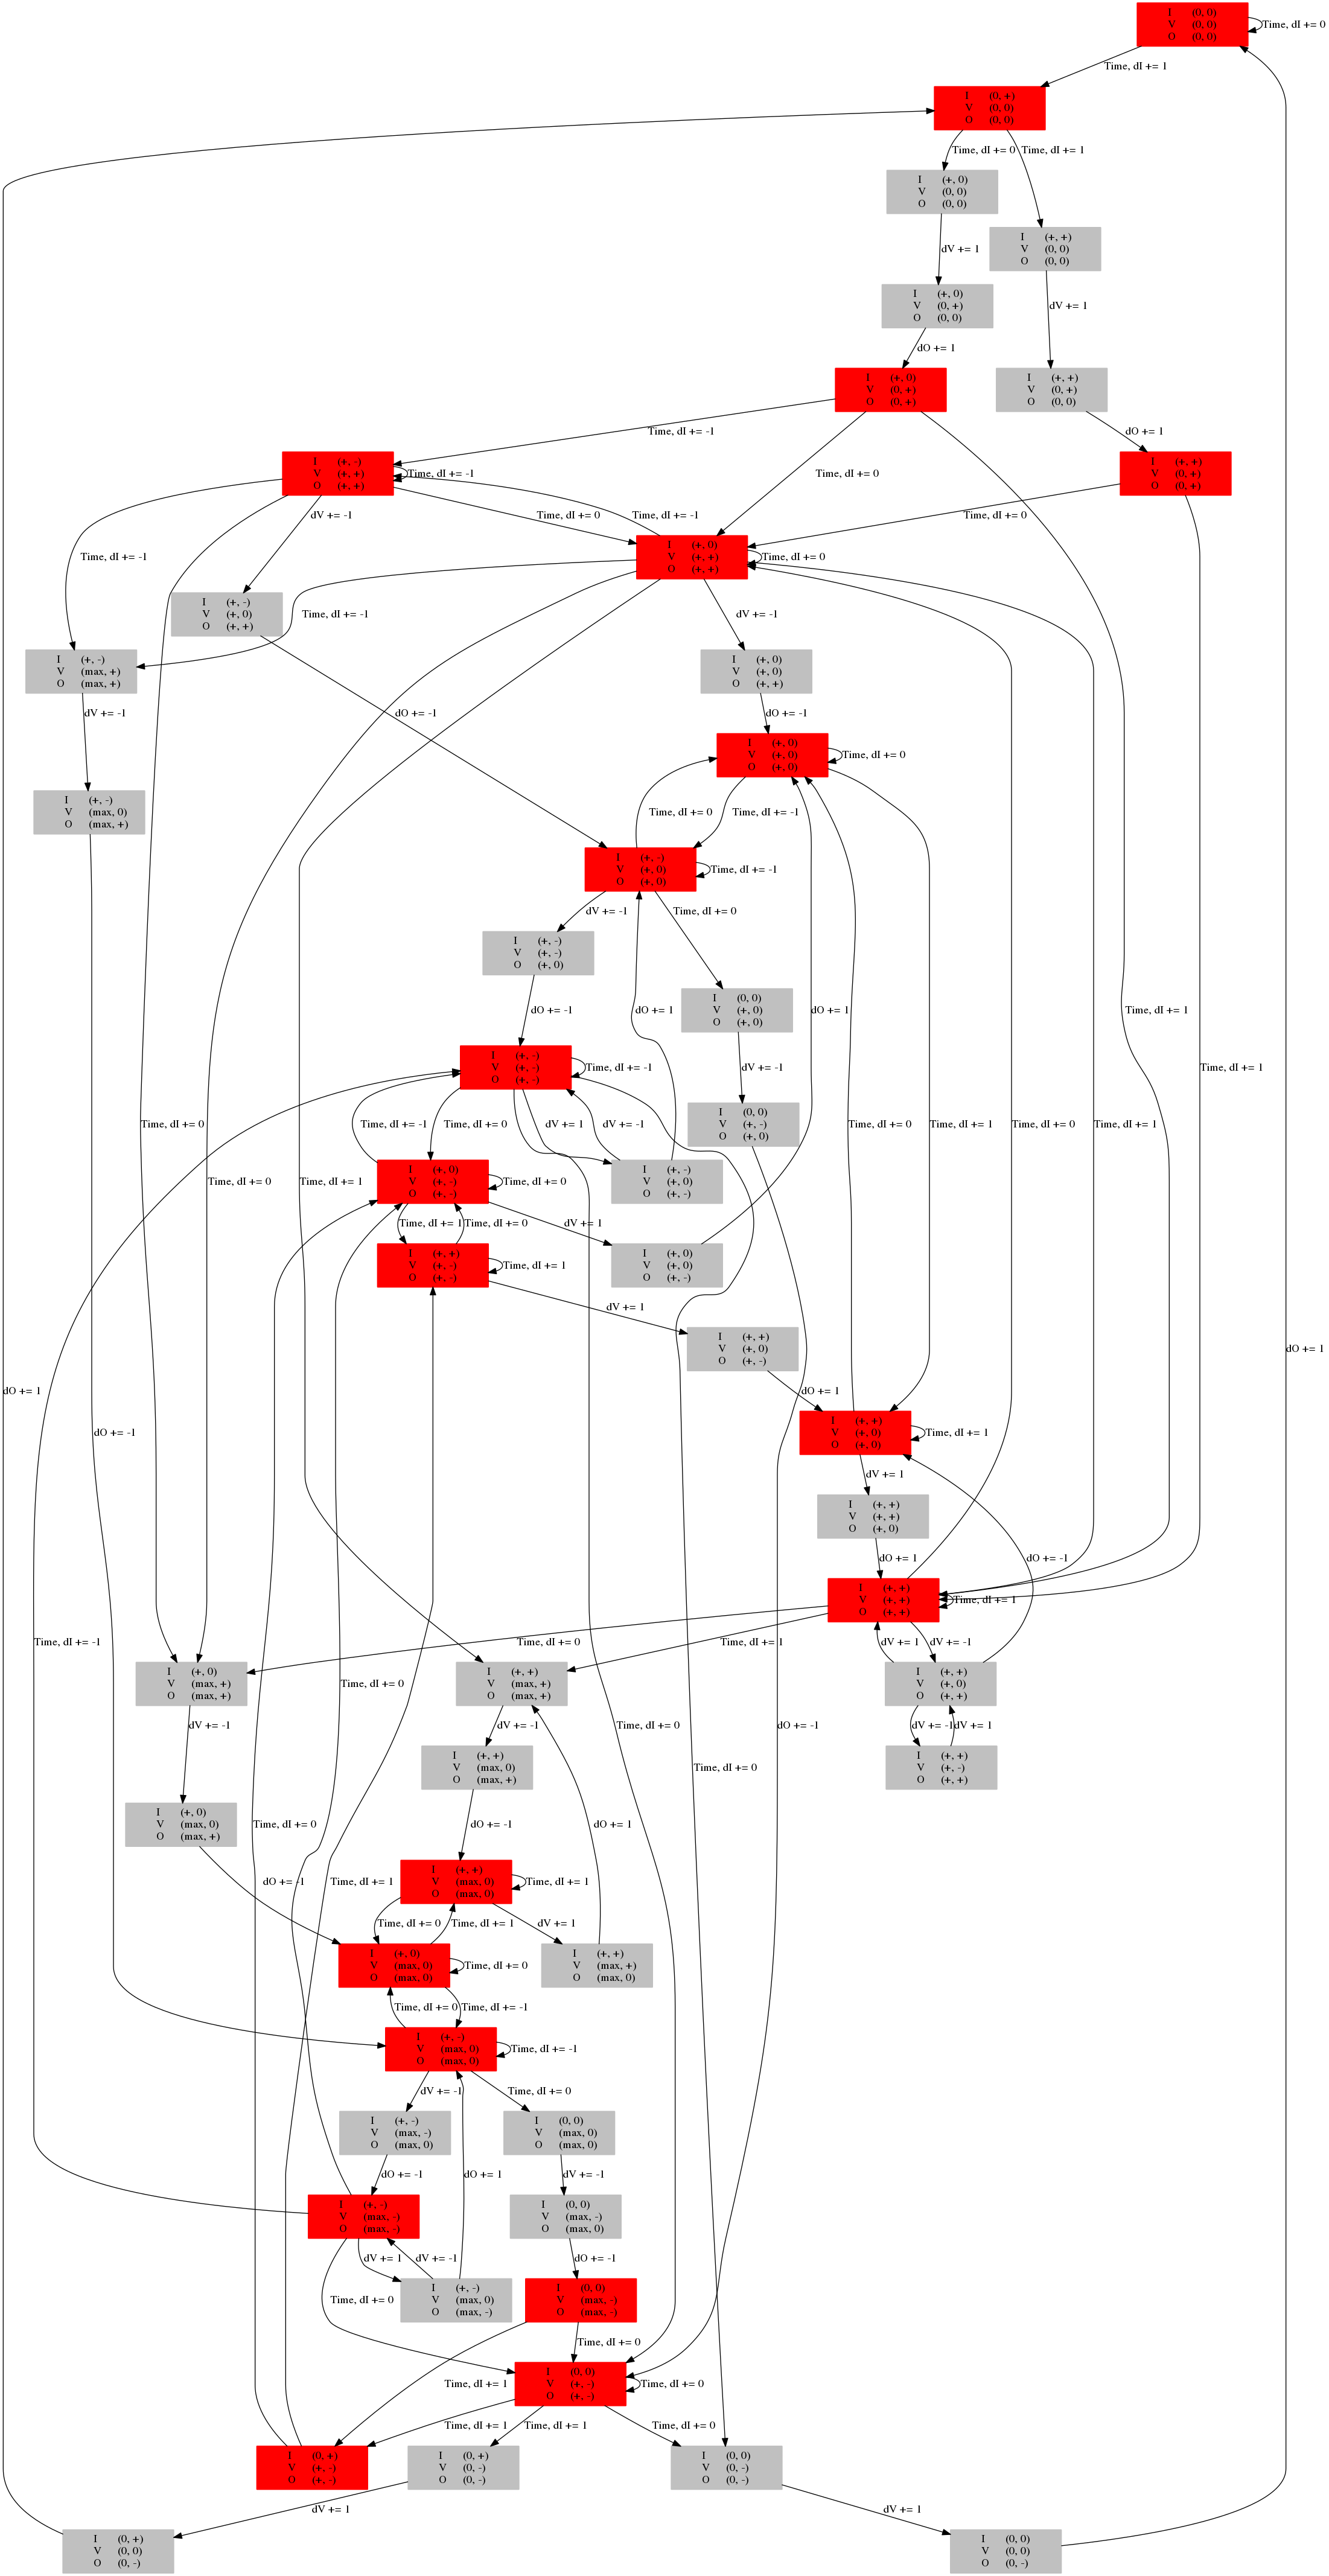 I (0, 0)
V (0, 0)
O (0, 0)
Time, dI += 0
Time, dI += 1
I (0, +)
V (0, 0)
O (0, 0)
Time, dI += 0
Time, dI += 1
I (+, 0)
V (0, 0)
O (0, 0)
I (+, +)
V (0, 0)
O (0, 0)
dV += 1
dV += 1
I (+, 0)
V (0, +)
O (0, 0)
dO += 1
I (+, 0)
V (0, +)
O (0, +)
I (+, +)
V (0, +)
O (0, 0)
Time, dI += -1
dO += 1
I (+, -)
V (+, +)
O (+, +)
Time, dI += -1
Time, dI += 0
I (+, +)
V (0, +)
O (0, +)
dV += -1
Time, dI += 0
Time, dI += -1
Time, dI += 0
Time, dI += -1
I (+, 0)
V (+, +)
O (+, +)
Time, dI += 0
I (+, -)
V (+, 0)
O (+, +)
Time, dI += -1
dV += -1
I (+, -)
V (max, +)
O (max, +)
I (+, 0)
V (+, 0)
O (+, +)
dV += -1
dO += -1
dO += -1
I (+, 0)
V (+, 0)
O (+, 0)
Time, dI += 0
I (+, -)
V (max, 0)
O (max, +)
Time, dI += 0
Time, dI += -1
I (+, -)
V (+, 0)
O (+, 0)
Time, dI += -1
dV += -1
Time, dI += 0
I (+, -)
V (+, -)
O (+, 0)
I (0, 0)
V (+, 0)
O (+, 0)
dO += -1
dO += 1
dO += 1
Time, dI += 1
I (+, -)
V (+, -)
O (+, -)
Time, dI += -1
dV += -1
Time, dI += 1
Time, dI += 0
Time, dI += -1
Time, dI += 0
dV += 1
dV += -1
I (0, 0)
V (+, -)
O (+, 0)
Time, dI += 0
Time, dI += 1
Time, dI += 0
Time, dI += 1
Time, dI += 0
Time, dI += 1
I (+, 0)
V (+, -)
O (+, -)
Time, dI += 0
I (+, -)
V (+, 0)
O (+, -)
Time, dI += 1
Time, dI += 0
dV += 1
I (+, +)
V (+, -)
O (+, -)
Time, dI += 1
I (+, 0)
V (+, 0)
O (+, -)
dV += 1
I (+, +)
V (+, 0)
O (+, -)
dO += 1
dO += 1
dO += 1
I (+, +)
V (+, 0)
O (+, 0)
Time, dI += 1
dO += -1
dV += 1
I (+, +)
V (+, +)
O (+, 0)
dO += 1
dO += -1
I (+, +)
V (+, +)
O (+, +)
Time, dI += 1
Time, dI += -1
Time, dI += 0
Time, dI += 1
dV += 1
dV += -1
I (+, 0)
V (max, +)
O (max, +)
I (+, +)
V (max, +)
O (max, +)
I (+, +)
V (+, 0)
O (+, +)
Time, dI += 0
dV += -1
dV += -1
Time, dI += 0
dO += -1
dV += -1
dV += 1
I (+, +)
V (max, 0)
O (max, +)
Time, dI += 0
I (+, +)
V (+, -)
O (+, +)
I (+, 0)
V (max, 0)
O (max, +)
Time, dI += 0
dO += -1
dO += 1
dO += -1
Time, dI += 1
I (+, +)
V (max, 0)
O (max, 0)
Time, dI += 1
Time, dI += 0
Time, dI += 1
dV += 1
I (+, 0)
V (max, 0)
O (max, 0)
Time, dI += 0
I (+, +)
V (max, +)
O (max, 0)
Time, dI += 0
Time, dI += -1
I (+, -)
V (max, 0)
O (max, 0)
Time, dI += -1
dV += -1
Time, dI += 0
I (+, -)
V (max, -)
O (max, 0)
I (0, 0)
V (max, 0)
O (max, 0)
dO += -1
dO += 1
dV += -1
I (+, -)
V (max, -)
O (max, -)
I (0, 0)
V (max, -)
O (max, 0)
dV += 1
dV += -1
dO += -1
Time, dI += 0
I (+, -)
V (max, 0)
O (max, -)
I (0, 0)
V (max, -)
O (max, -)
Time, dI += 0
Time, dI += 1
I (0, 0)
V (+, -)
O (+, -)
Time, dI += 0
Time, dI += 1
Time, dI += 1
Time, dI += 0
I (0, +)
V (+, -)
O (+, -)
I (0, +)
V (0, -)
O (0, -)
I (0, 0)
V (0, -)
O (0, -)
dV += 1
dV += 1
I (0, +)
V (0, 0)
O (0, -)
I (0, 0)
V (0, 0)
O (0, -)